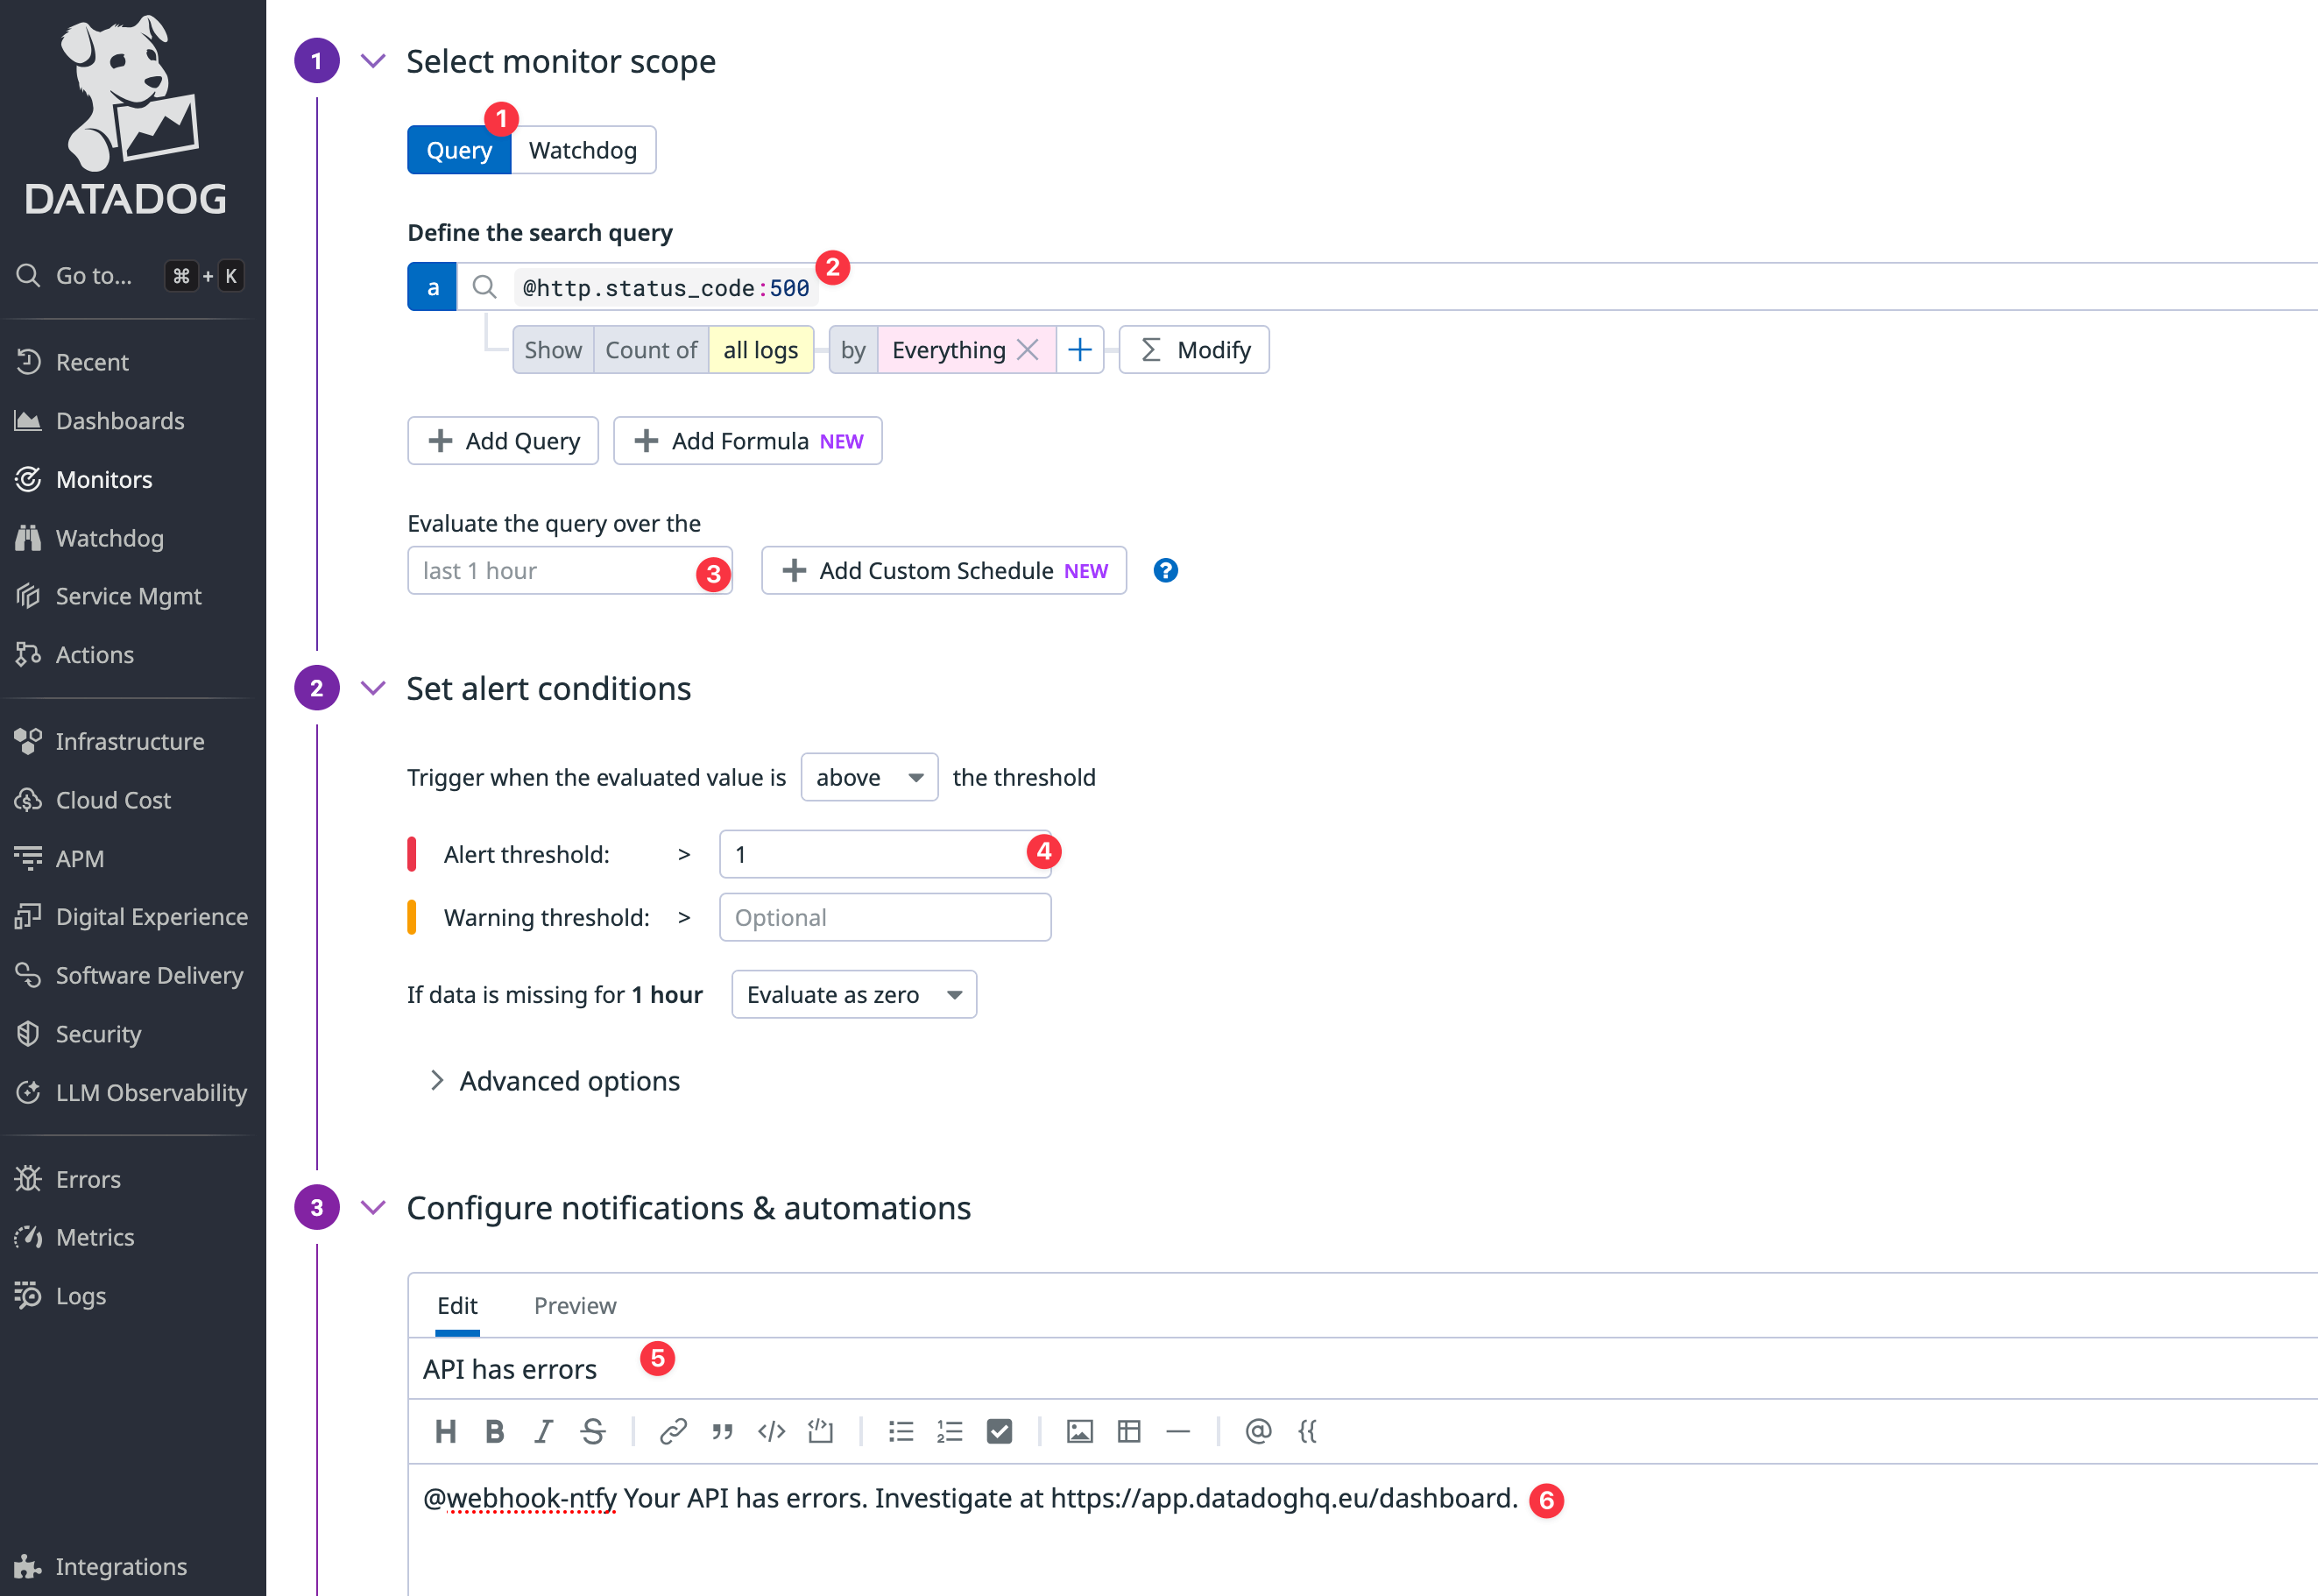 DATADOG
Go to... ⌘ + K
Recent
Dashboards
Monitors
Watchdog
Service Mgmt
Actions
Infrastructure
Cloud Cost
APM
Digital Experience
Software Delivery
Security
LLM Observability
Errors
Metrics
Logs
Integrations
1 Select monitor scope
1
Query Watchdog
Define the search query
2
a @http.status_code:500
Show Count of all logs by Everything Σ Modify
+ Add Query + Add Formula NEW
Evaluate the query over the
last 1 hour 3 + Add Custom Schedule NEW ?
2 Set alert conditions
Trigger when the evaluated value is above the threshold
Alert threshold: > 1 4
Warning threshold: > Optional
If data is missing for 1 hour Evaluate as zero
Advanced options
3 Configure notifications & automations
Edit Preview
API has errors 5
H B I S
@ {{
@webhook-ntfy Your API has errors. Investigate at https://app.datadoghq.eu/dashboard. 6